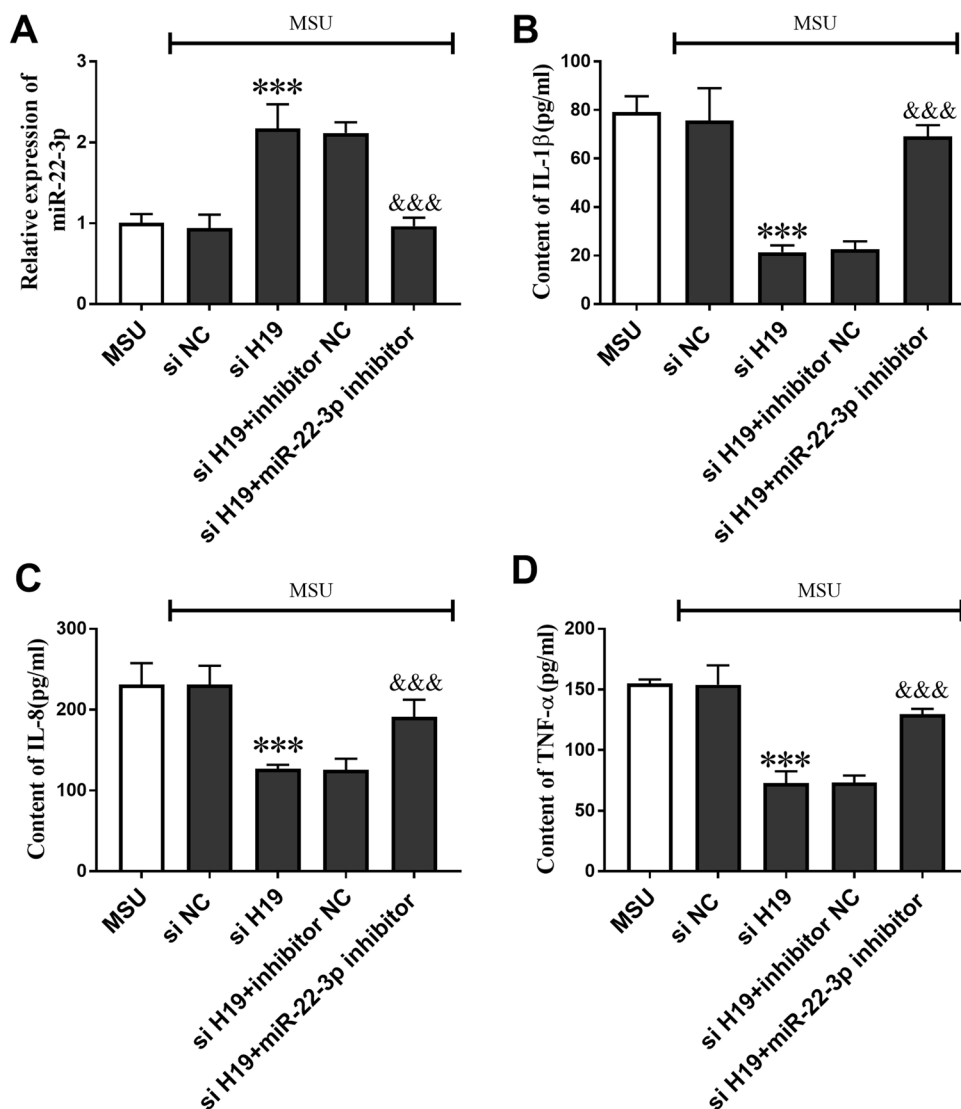 A
MSU
Relative expression of
miR-22-3p
3
2
1
0
***
&&&
MSU
si NC
si H19
si H19+inhibitor NC
si H19+miR-22-3p inhibitor
B
MSU
Content of IL-1β(pg/ml)
80
60
40
20
0
***
&&&
MSU
si NC
si H19
si H19+inhibitor NC
si H19+miR-22-3p inhibitor
C
MSU
Content of IL-8(pg/ml)
300
200
100
0
***
&&&
MSU
si NC
si H19
si H19+inhibitor NC
si H19+miR-22-3p inhibitor
D
MSU
Content of TNF-α(pg/ml)
200
150
100
50
0
***
&&&
MSU
si NC
si H19
si H19+inhibitor NC
si H19+miR-22-3p inhibitor